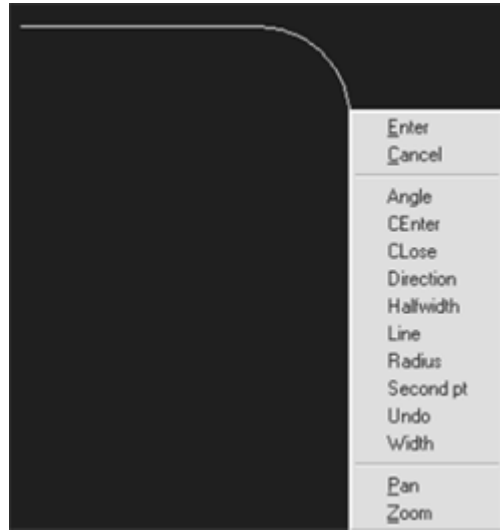 Enter
Cancel
Angle
CEnter
CLose
Direction
Halfwidth
Line
Radius
Second pt
Undo
Width
Pan
Zoom